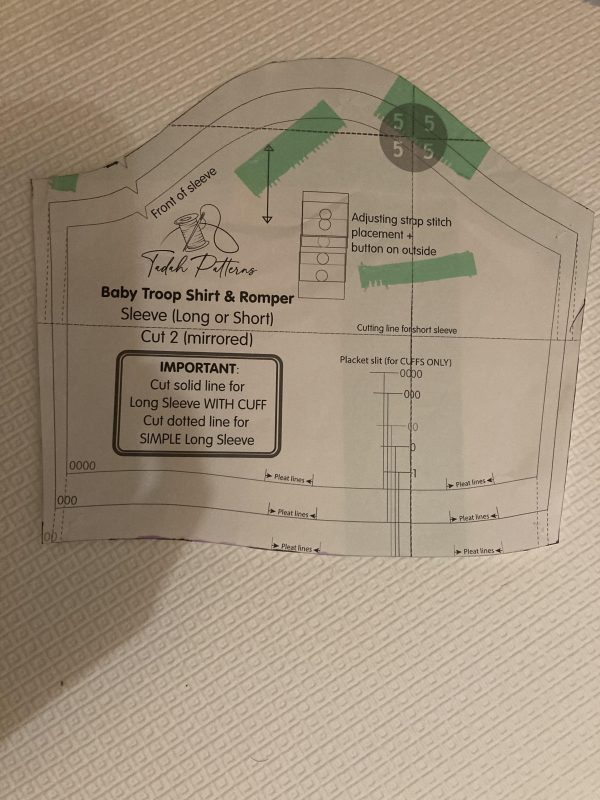 5 5
5 5
Front of sleeve
Tadah Patterns
Adjusting strap stitch
placement +
button on outside
Baby Troop Shirt & Romper
Sleeve (Long or Short)
Cut 2 (mirrored)
Cutting line for short sleeve
IMPORTANT:
Cut solid line for
Long Sleeve WITH CUFF
Cut dotted line for
SIMPLE Long Sleeve
Placket slit (for CUFFS ONLY)
0000
000
00
0
1
0000
Pleat lines
Pleat lines
000
Pleat lines
Pleat lines
00
Pleat lines
Pleat lines